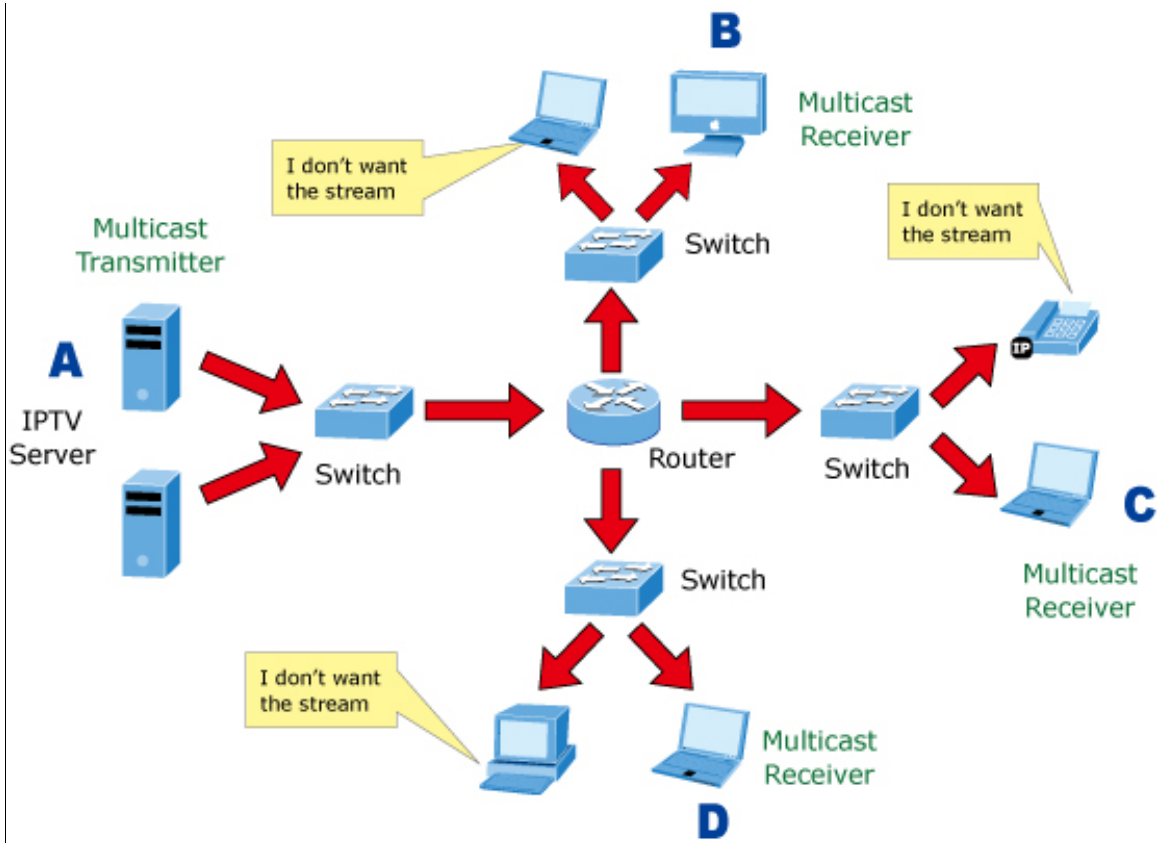 B
Multicast
Receiver
I don't want
the stream
Switch
I don't want
the stream
Multicast
Transmitter
A
IPTV
Server
Switch
Router
Switch
IP
C
Multicast
Receiver
Switch
I don't want
the stream
Multicast
Receiver
D